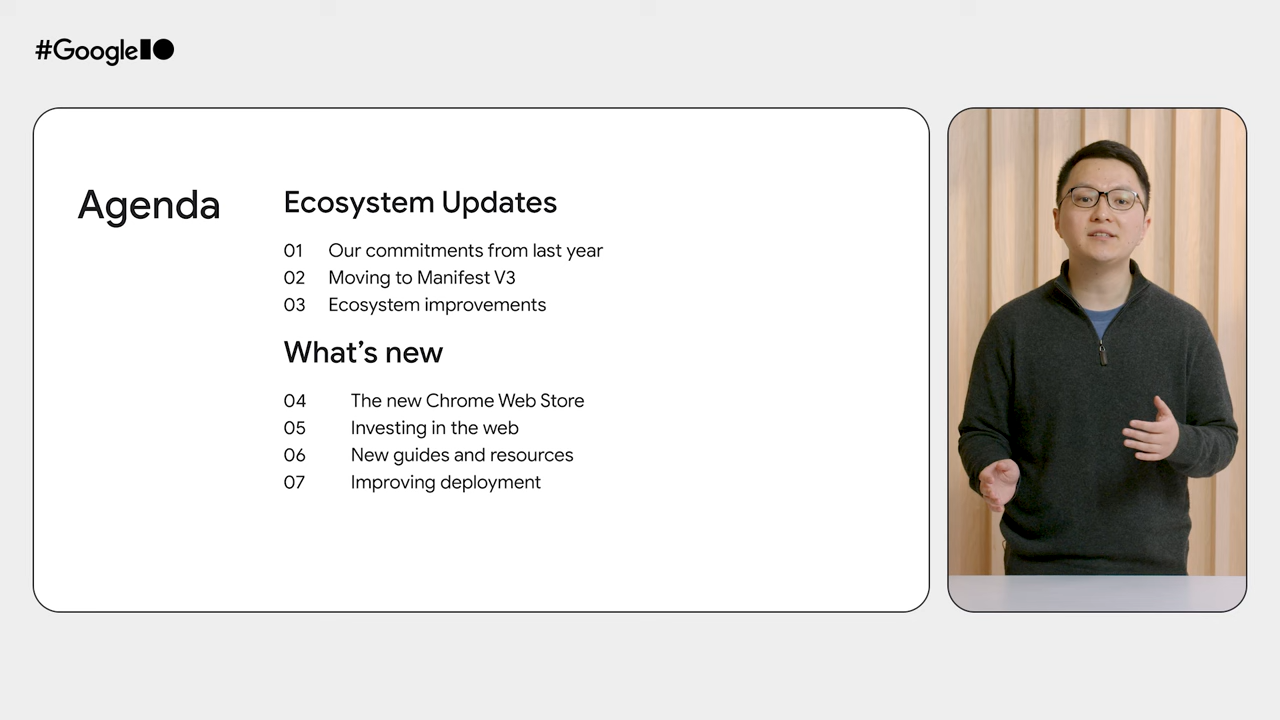 #GoogleIO
Agenda
Ecosystem Updates
01 Our commitments from last year
02 Moving to Manifest V3
03 Ecosystem improvements
What's new
04 The new Chrome Web Store
05 Investing in the web
06 New guides and resources
07 Improving deployment